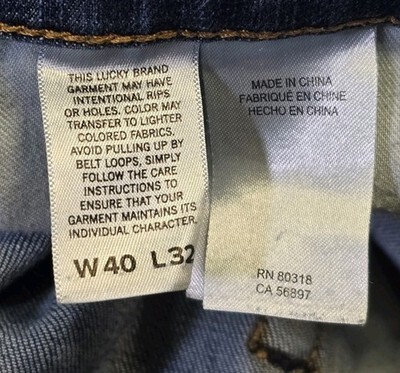 THIS LUCKY BRAND
GARMENT MAY HAVE
INTENTIONAL RIPS
OR HOLES. COLOR MAY
TRANSFER TO LIGHTER
COLORED FABRICS.
AVOID PULLING UP BY
BELT LOOPS, SIMPLY
FOLLOW THE CARE
INSTRUCTIONS TO
ENSURE THAT YOUR
GARMENT MAINTAINS ITS
INDIVIDUAL CHARACTER.
W40 L32
MADE IN CHINA
FABRIQUÉ EN CHINE
HECHO EN CHINA
RN 80318
CA 56897